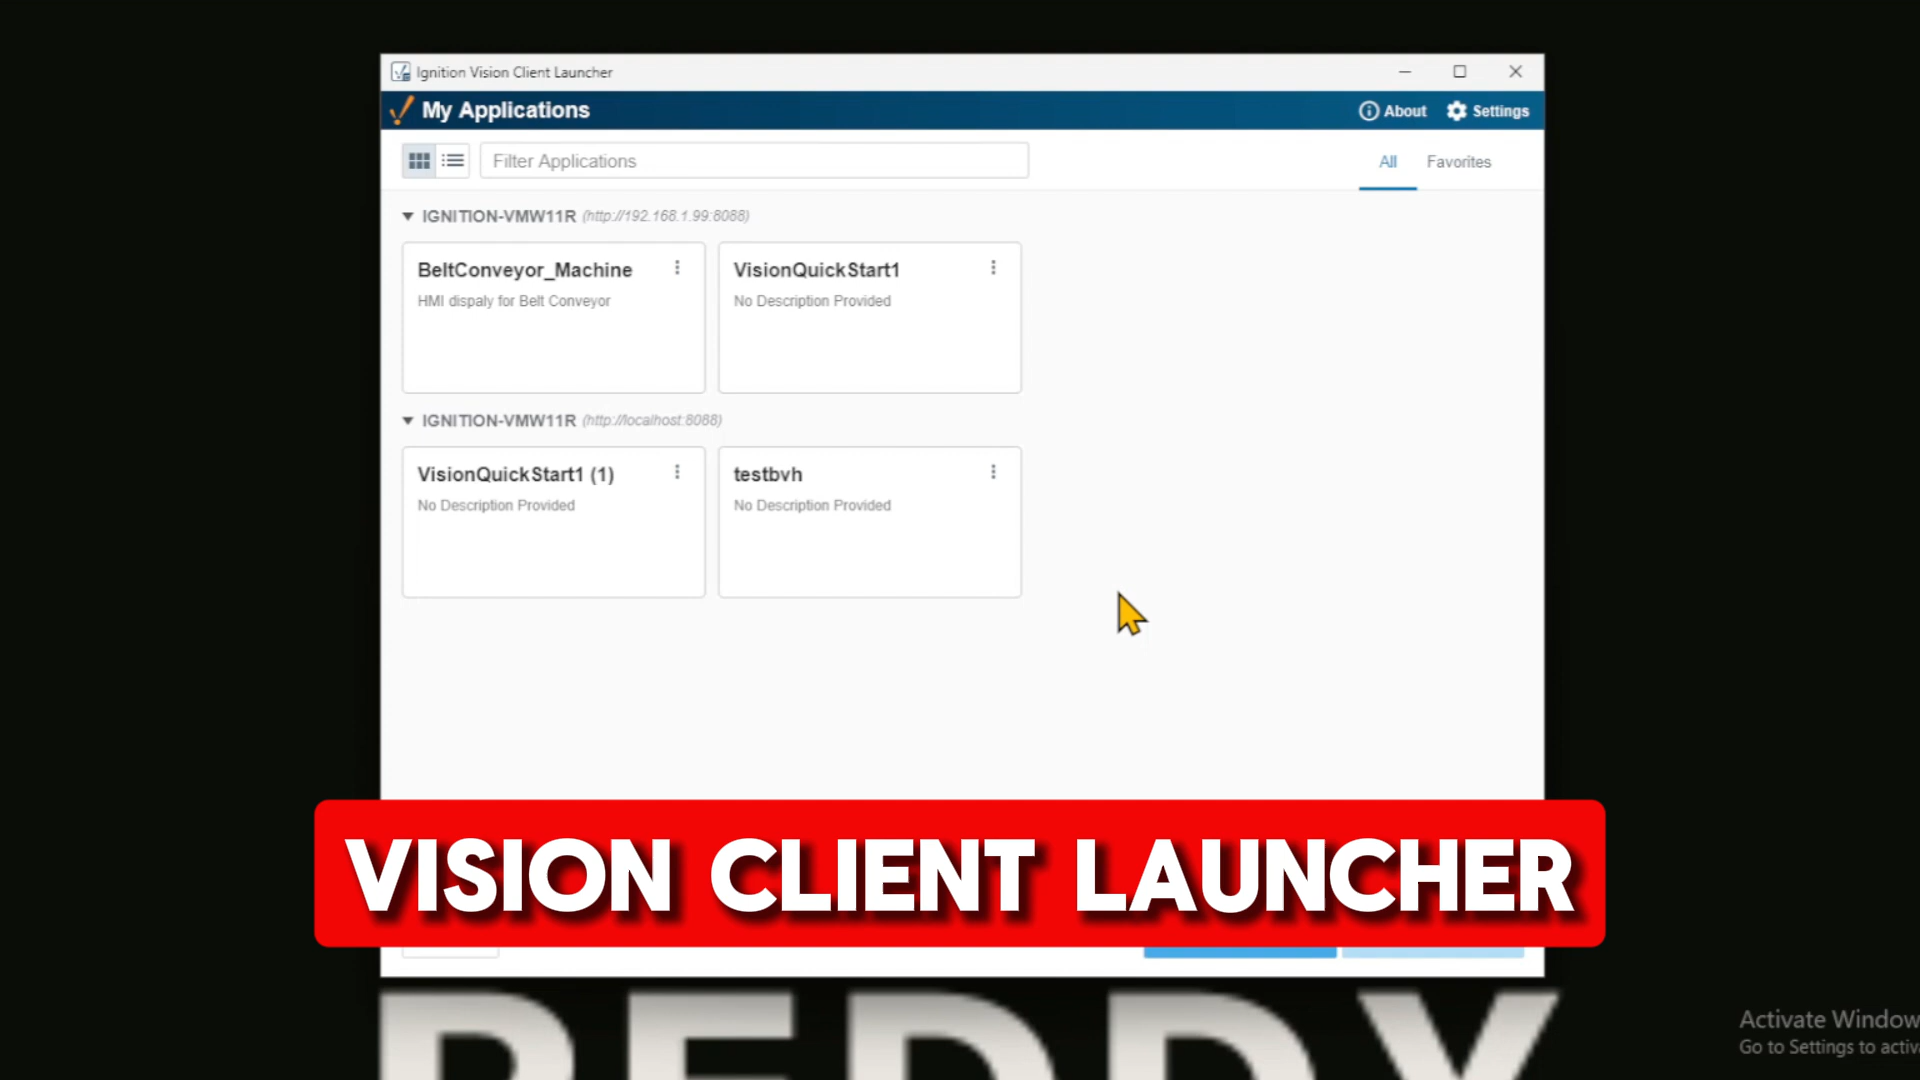 Ignition Vision Client Launcher
My Applications
About
Settings
Filter Applications
All
Favorites
IGNITION-VMW11R (http://192.168.1.99:8088)
BeltConveyor_Machine
HMI dispaly for Belt Conveyor
VisionQuickStart1
No Description Provided
IGNITION-VMW11R (http://localhost:8088)
VisionQuickStart1 (1)
No Description Provided
testbvh
No Description Provided
VISION CLIENT LAUNCHER
Activate Window
Go to Settings to activ